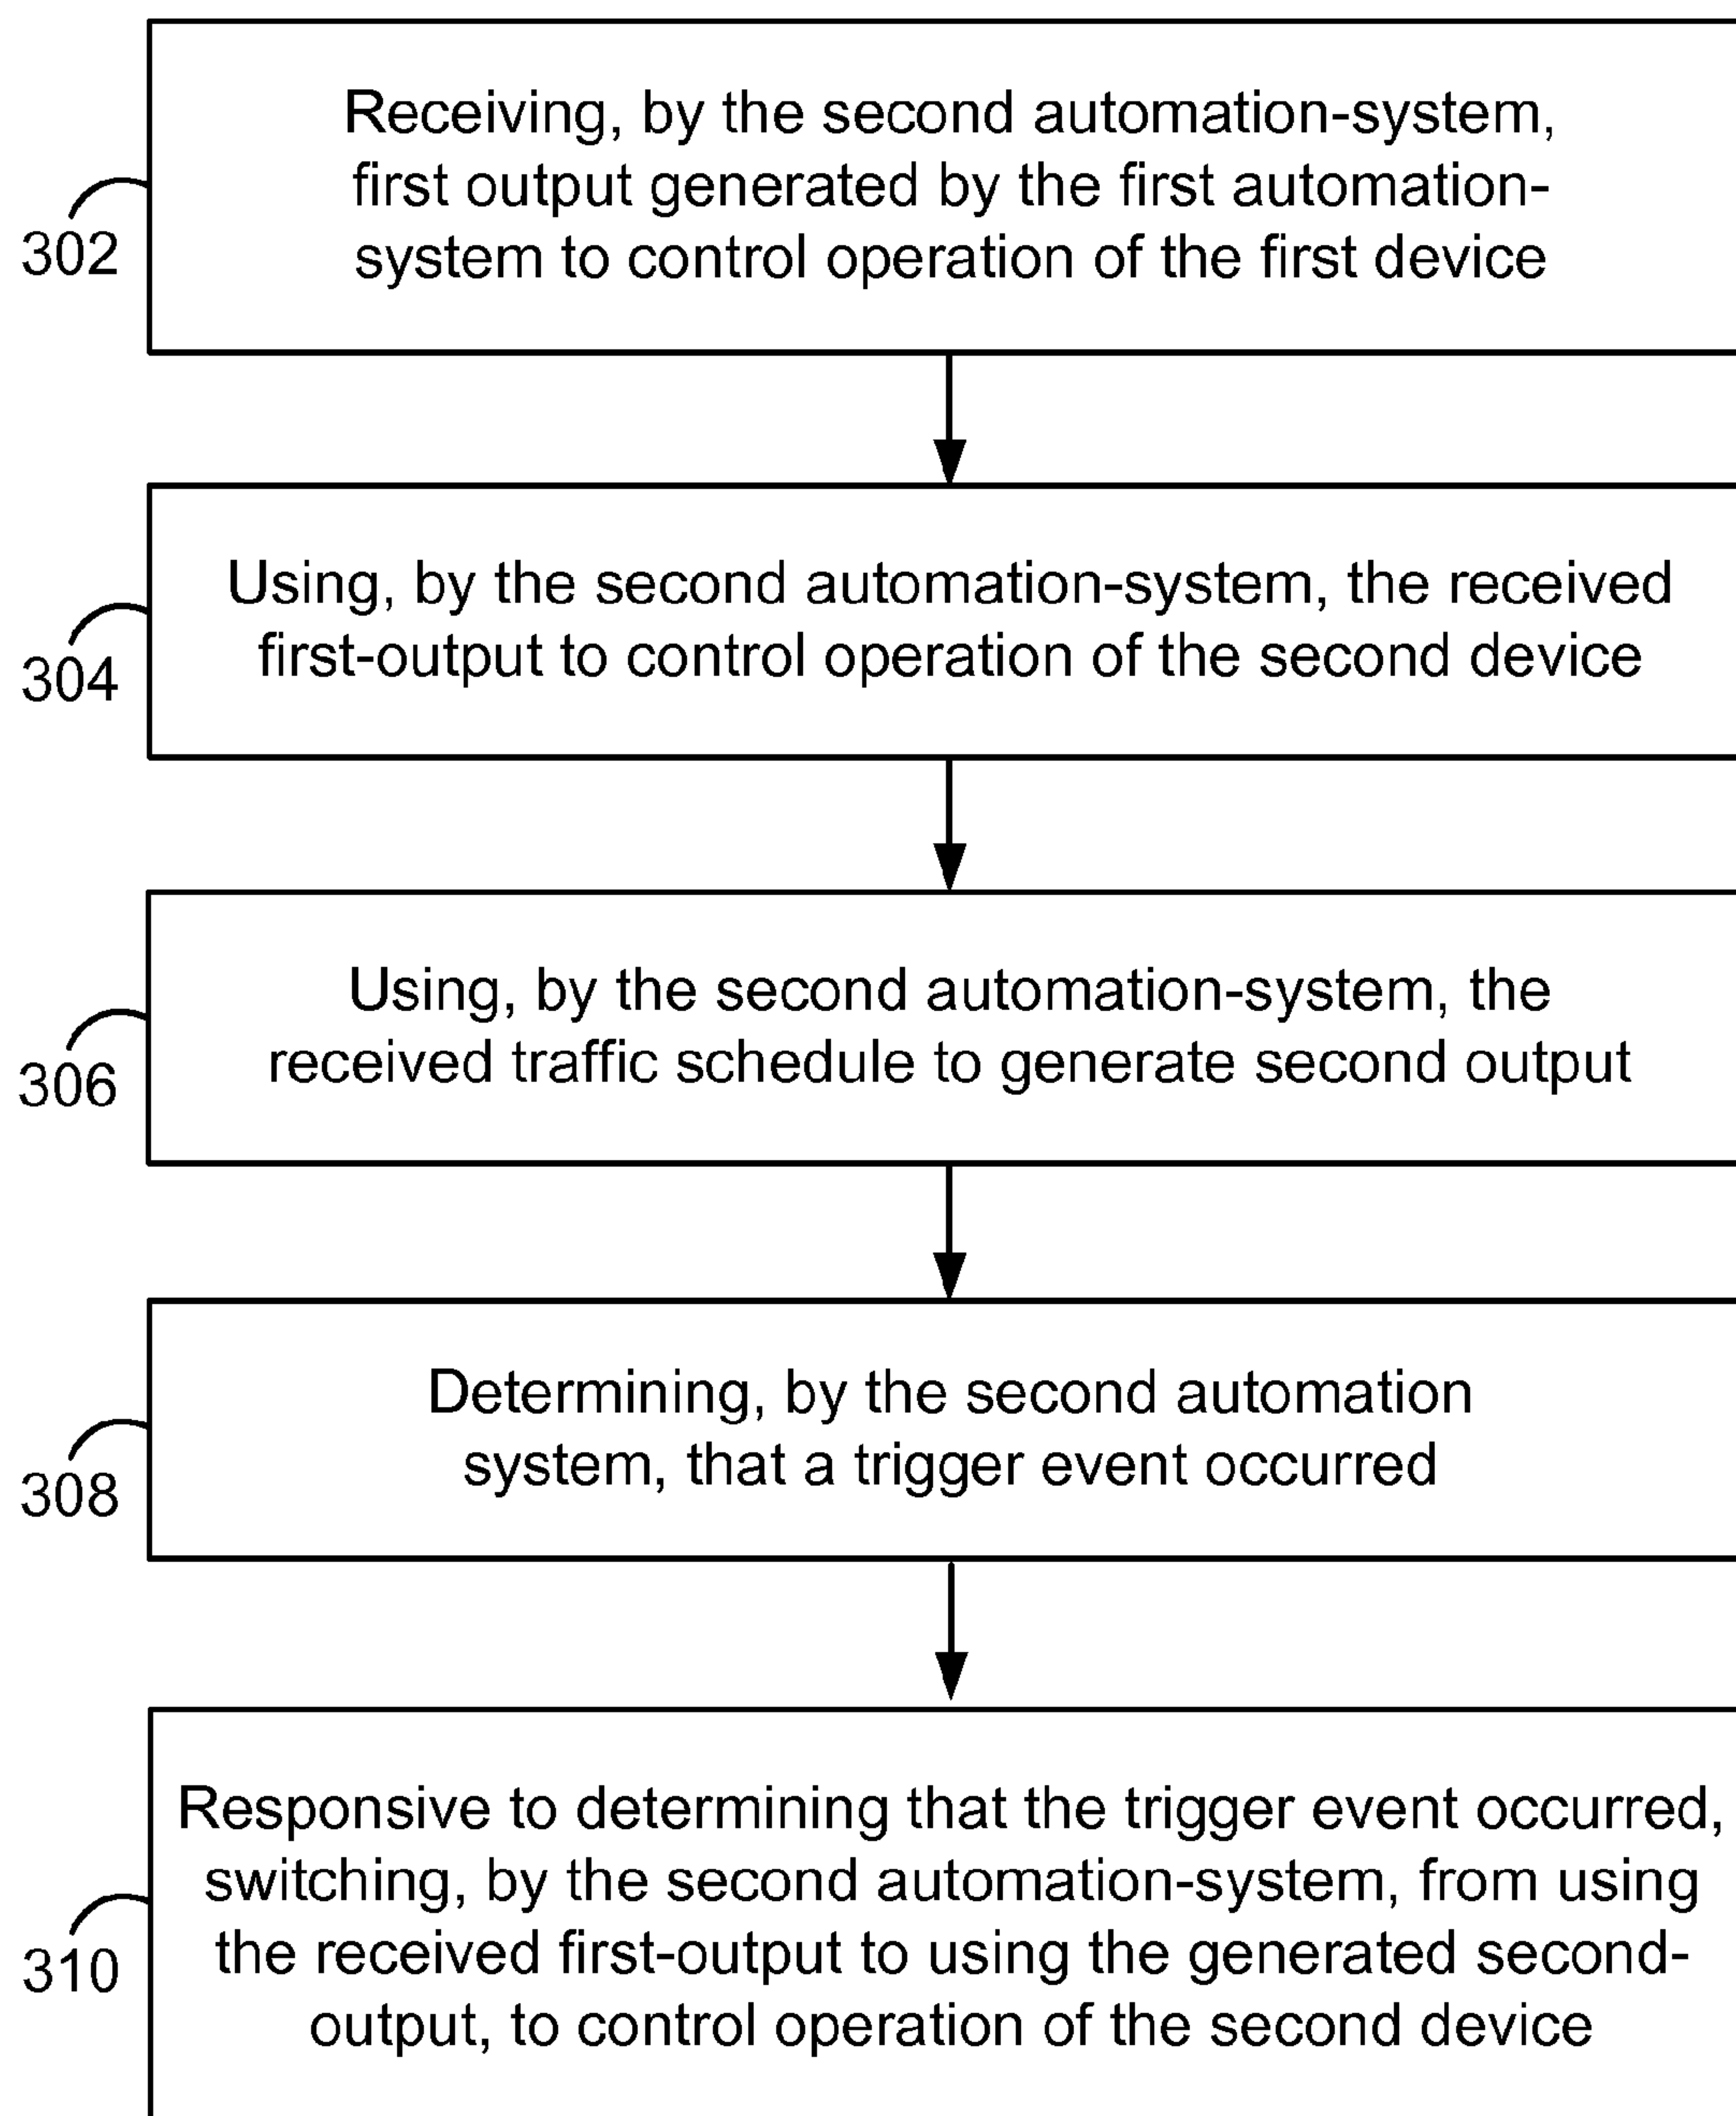 Receiving, by the second automation-system,
first output generated by the first automation-
system to control operation of the first device
302
Using, by the second automation-system, the received
first-output to control operation of the second device
304
Using, by the second automation-system, the
received traffic schedule to generate second output
306
Determining, by the second automation
system, that a trigger event occurred
308
Responsive to determining that the trigger event occurred,
switching, by the second automation-system, from using
the received first-output to using the generated second-
output, to control operation of the second device
310